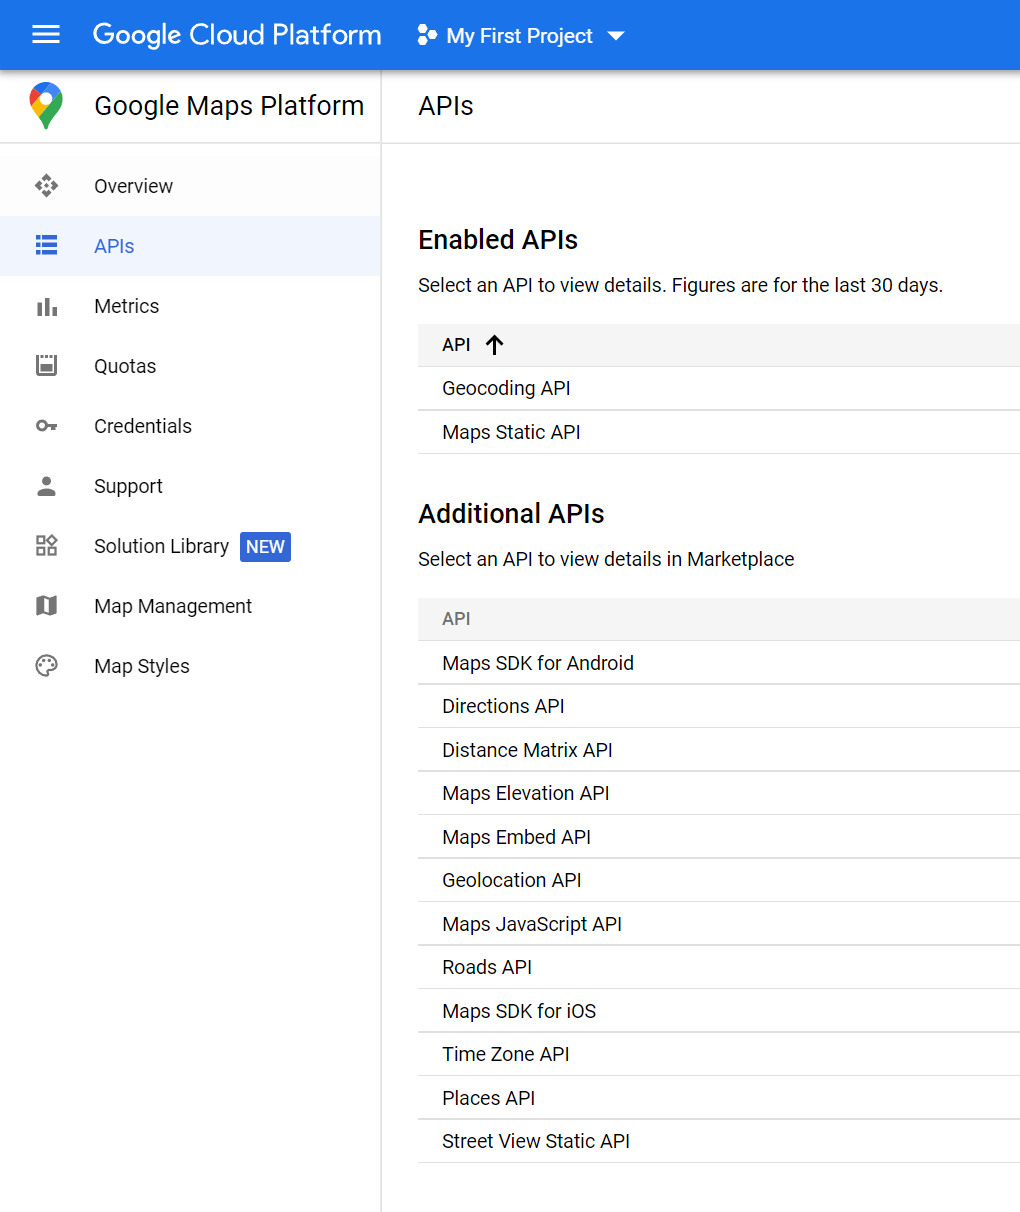 Google Cloud Platform
My First Project
Google Maps Platform
APIs
Overview
APIs
Metrics
Quotas
Credentials
Support
Solution Library NEW
Map Management
Map Styles
Enabled APIs
Select an API to view details. Figures are for the last 30 days.
API
Geocoding API
Maps Static API
Additional APIs
Select an API to view details in Marketplace
API
Maps SDK for Android
Directions API
Distance Matrix API
Maps Elevation API
Maps Embed API
Geolocation API
Maps JavaScript API
Roads API
Maps SDK for iOS
Time Zone API
Places API
Street View Static API